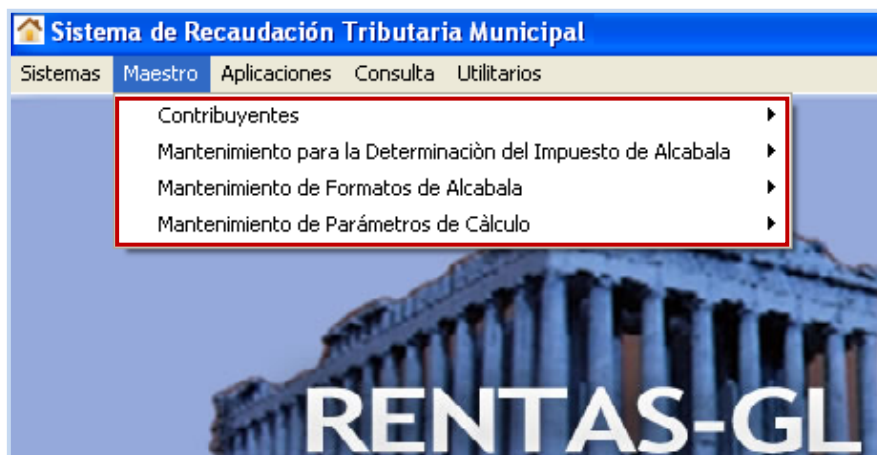 Sistema de Recaudación Tributaria Municipal
Sistemas Maestro Aplicaciones Consulta Utilitarios
Contribuyentes
Mantenimiento para la Determinaciòn del Impuesto de Alcabala
Mantenimiento de Formatos de Alcabala
Mantenimiento de Parámetros de Càlculo
RENTAS-GL